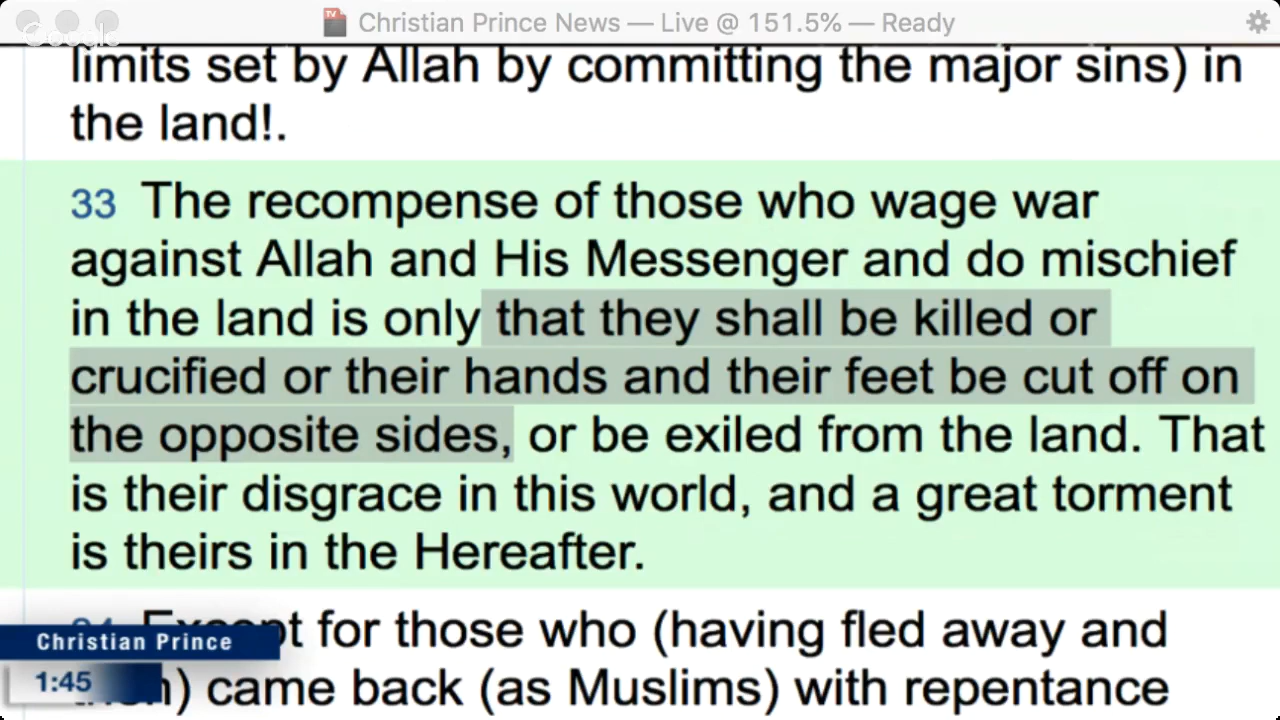 Christian Prince News — Live @ 151.5% — Ready
Google
limits set by Allah by committing the major sins) in
the land!.
33 The recompense of those who wage war
against Allah and His Messenger and do mischief
in the land is only that they shall be killed or
crucified or their hands and their feet be cut off on
the opposite sides, or be exiled from the land. That
is their disgrace in this world, and a great torment
is theirs in the Hereafter.
34 Except for those who (having fled away and
then) came back (as Muslims) with repentance
Christian Prince
1:45